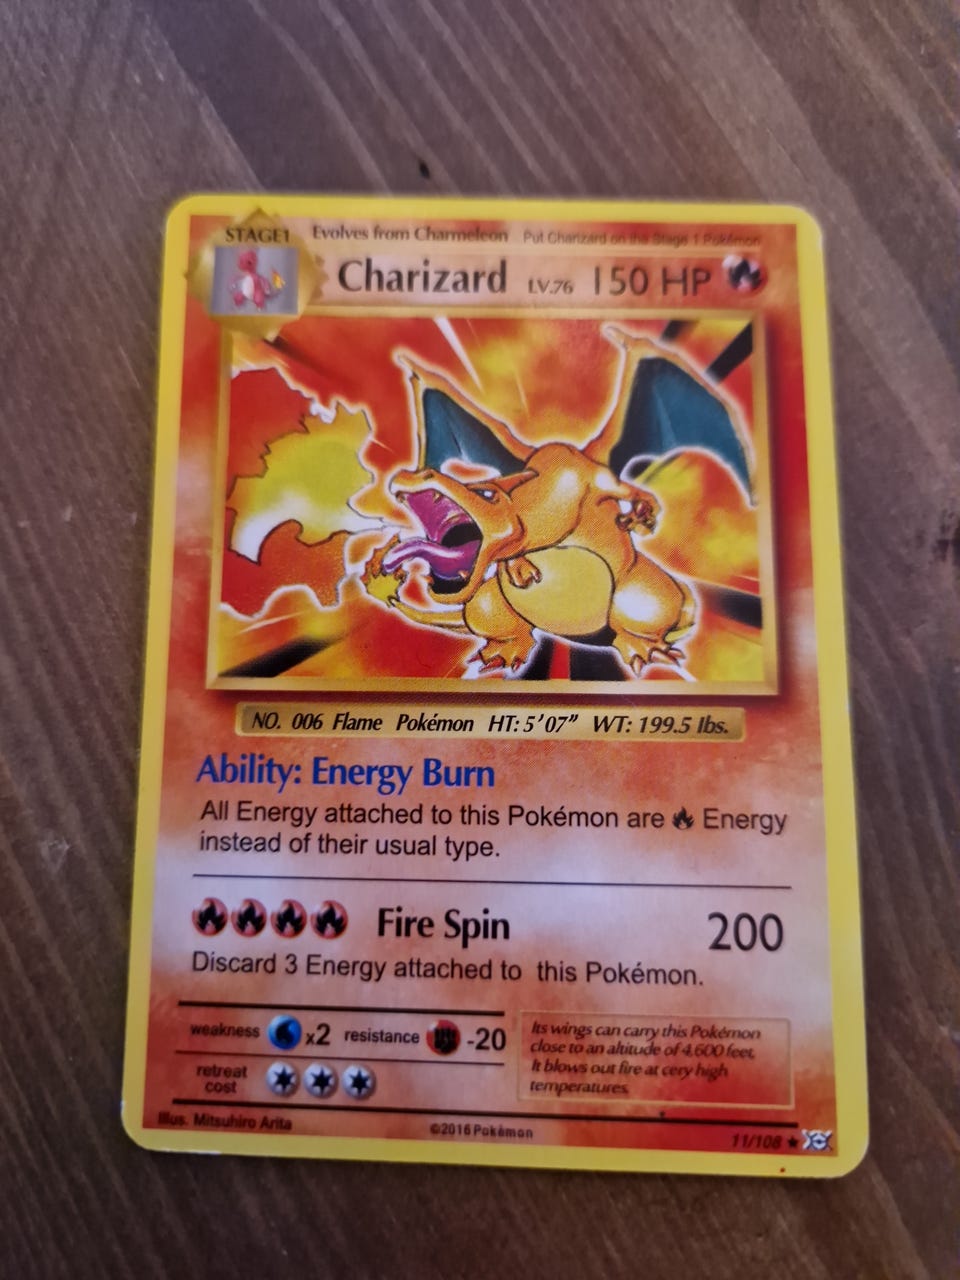 STAGE1 Evolves from Charmeleon Put Charizard on the Stage 1 Pokémon
Charizard LV.76 150 HP
NO. 006 Flame Pokémon HT: 5'07" WT: 199.5 lbs.
Ability: Energy Burn
All Energy attached to this Pokémon are Energy
instead of their usual type.
Fire Spin 200
Discard 3 Energy attached to this Pokémon.
weakness x2 resistance -20
retreat
cost
Its wings can carry this Pokémon
close to an altitude of 4,600 feet.
It blows out fire at cery high
temperatures.
Illus. Mitsuhiro Arita
©2016 Pokémon
11/108 ★